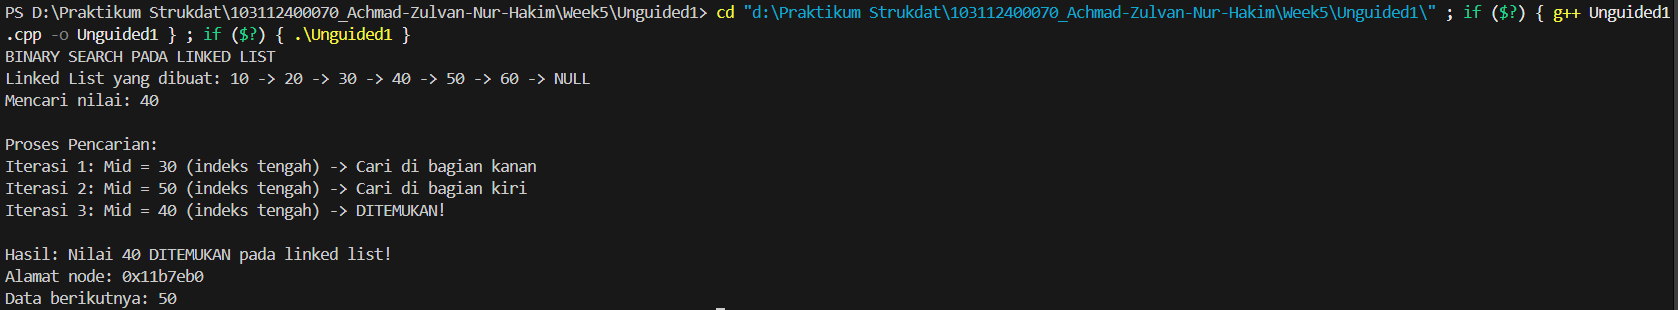 PS D:\Praktikum Strukdat\103112400070_Achmad-Zulvan-Nur-Hakim\Week5\Unguided1> cd "d:\Praktikum Strukdat\103112400070_Achmad-Zulvan-Nur-Hakim\Week5\Unguided1\" ; if ($?) { g++ Unguided1
.cpp -o Unguided1 } ; if ($?) { .\Unguided1 }
BINARY SEARCH PADA LINKED LIST
Linked List yang dibuat: 10 -> 20 -> 30 -> 40 -> 50 -> 60 -> NULL
Mencari nilai: 40

Proses Pencarian:
Iterasi 1: Mid = 30 (indeks tengah) -> Cari di bagian kanan
Iterasi 2: Mid = 50 (indeks tengah) -> Cari di bagian kiri
Iterasi 3: Mid = 40 (indeks tengah) -> DITEMUKAN!

Hasil: Nilai 40 DITEMUKAN pada linked list!
Alamat node: 0x11b7eb0
Data berikutnya: 50